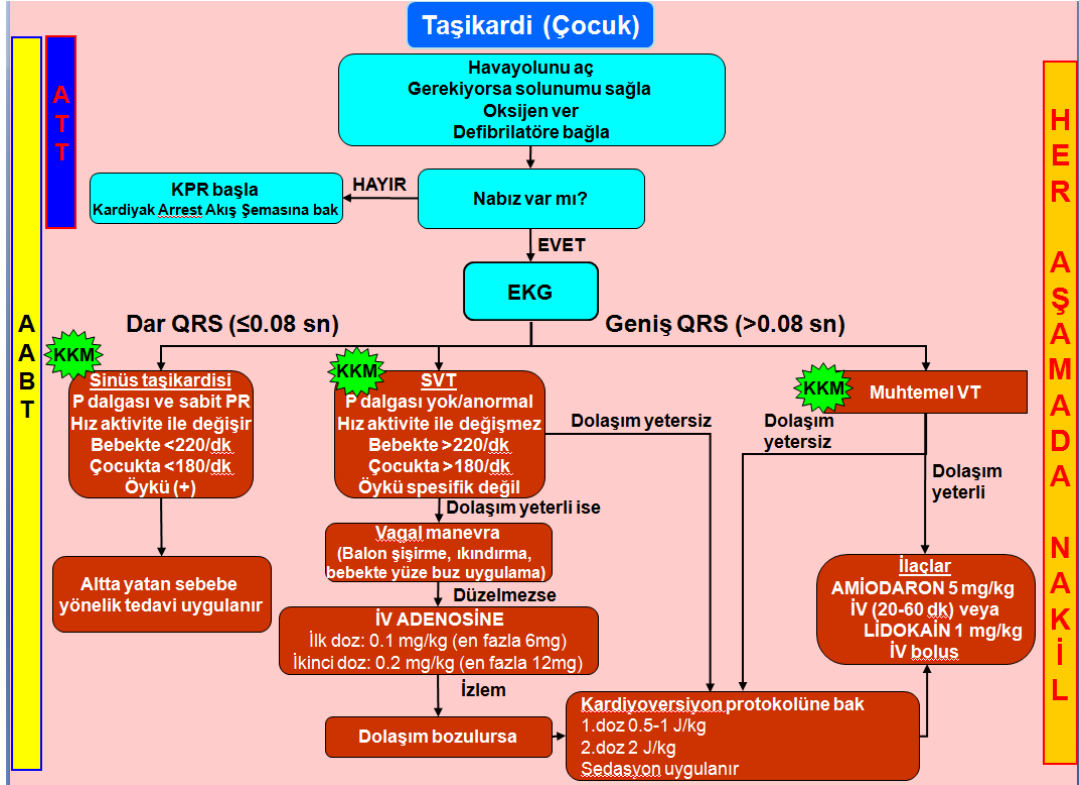 Taşikardi (Çocuk)
A
T
T
A
A
B
T
H
E
R
A
Ş
A
M
A
D
A
N
A
K
İ
L
Havayolunu aç
Gerekiyorsa solunumu sağla
Oksijen ver
Defibrilatöre bağla
HAYIR
KPR başla
Kardiyak Arrest Akış Şemasına bak
Nabız var mı?
EVET
EKG
Dar QRS (≤0.08 sn)
Geniş QRS (>0.08 sn)
KKM
Sinüs taşikardisi
P dalgası ve sabit PR
Hız aktivite ile değişir
Bebekte <220/dk
Çocukta <180/dk
Öykü (+)
KKM
SVT
P dalgası yok/anormal
Hız aktivite ile değişmez
Bebekte >220/dk
Çocukta >180/dk
Öykü spesifik değil
KKM
Muhtemel VT
Dolaşım yetersiz
Dolaşım
yetersiz
Dolaşım
yeterli
Dolaşım yeterli ise
Vagal manevra
(Balon şişirme, ıkındırma,
bebekte yüze buz uygulama)
Altta yatan sebebe
yönelik tedavi uygulanır
Düzelmezse
İV ADENOSİNE
İlk doz: 0.1 mg/kg (en fazla 6mg)
İkinci doz: 0.2 mg/kg (en fazla 12mg)
İlaçlar
AMİODARON 5 mg/kg
İV (20-60 dk) veya
LİDOKAİN 1 mg/kg
İV bolus
İzlem
Dolaşım bozulursa
Kardiyoversiyon protokolüne bak
1.doz 0.5-1 J/kg
2.doz 2 J/kg
Sedasyon uygulanır